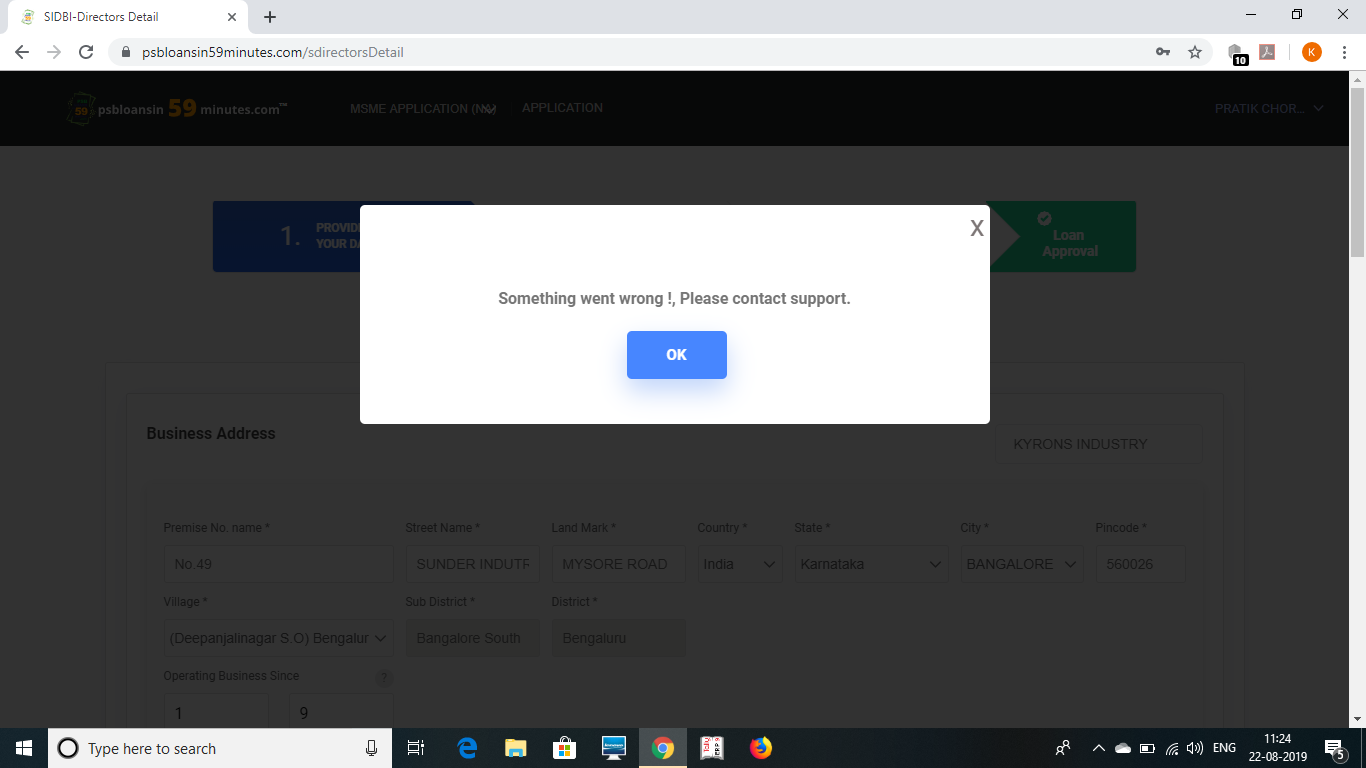 SIDBI-Directors Detail
psbloansin59minutes.com/sdirectorsDetail
10
K
59 psbloansin 59 minutes.com™
MSME APPLICATION
APPLICATION
PRATIK CHOR...
1.
PROVID
YOUR DA
Loan
Approval
X
Something went wrong !, Please contact support.
OK
Business Address
KYRONS INDUSTRY
Premise No. name * Street Name * Land Mark * Country * State * City * Pincode *
No.49 SUNDER INDUTR MYSORE ROAD India Karnataka BANGALORE 560026
Village * Sub District * District *
(Deepanjalinagar S.O) Bengalur Bangalore South Bengaluru
Operating Business Since ?
1 9
Type here to search
ENG
11:24
22-08-2019
5